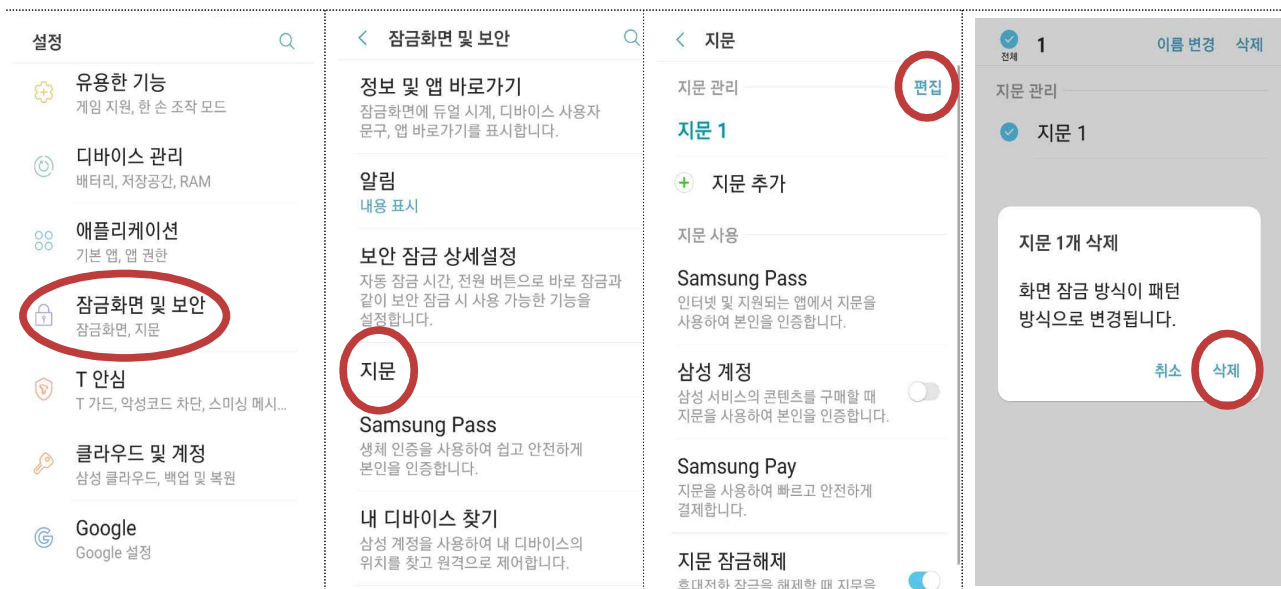 설정
유용한 기능
게임 지원, 한 손 조작 모드
디바이스 관리
배터리, 저장공간, RAM
애플리케이션
기본 앱, 앱 권한
잠금화면 및 보안
잠금화면, 지문
T 안심
T 가드, 악성코드 차단, 스미싱 메시...
클라우드 및 계정
삼성 클라우드, 백업 및 복원
Google
Google 설정
잠금화면 및 보안
정보 및 앱 바로가기
잠금화면에 듀얼 시계, 디바이스 사용자
문구, 앱 바로가기를 표시합니다.
알림
내용 표시
보안 잠금 상세설정
자동 잠금 시간, 전원 버튼으로 바로 잠금과
같이 보안 잠금 시 사용 가능한 기능을
설정합니다.
지문
Samsung Pass
생체 인증을 사용하여 쉽고 안전하게
본인을 인증합니다.
내 디바이스 찾기
삼성 계정을 사용하여 내 디바이스의
위치를 찾고 원격으로 제어합니다.
지문
지문 관리 편집
지문 1
지문 추가
지문 사용
Samsung Pass
인터넷 및 지원되는 앱에서 지문을
사용하여 본인을 인증합니다.
삼성 계정
삼성 서비스의 콘텐츠를 구매할 때
지문을 사용하여 본인을 인증합니다.
Samsung Pay
지문을 사용하여 빠르고 안전하게
결제합니다.
지문 잠금해제
휴대전화 잠금을 해제할 때 지문을
전체 1 이름 변경 삭제
지문 관리
지문 1
지문 1개 삭제
화면 잠금 방식이 패턴
방식으로 변경됩니다.
취소 삭제